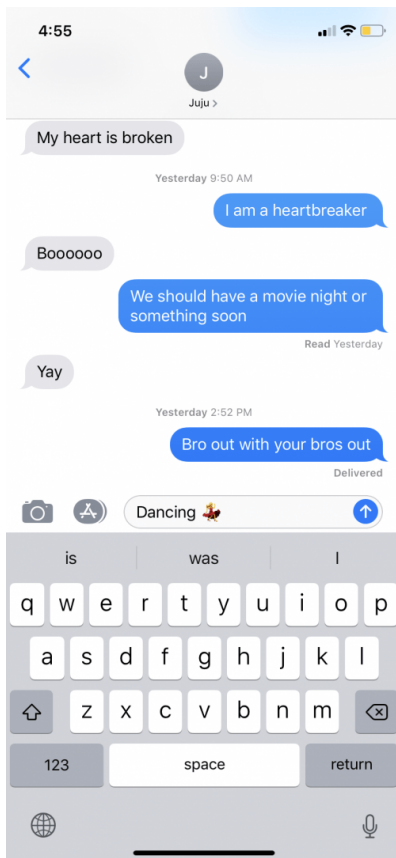 4:55
J
Juju >
My heart is broken
Yesterday 9:50 AM
I am a heartbreaker
Boooooo
We should have a movie night or
something soon
Read Yesterday
Yay
Yesterday 2:52 PM
Bro out with your bros out
Delivered
Dancing 💃
is was I
q w e r t y u i o p
a s d f g h j k l
z x c v b n m
123 space return